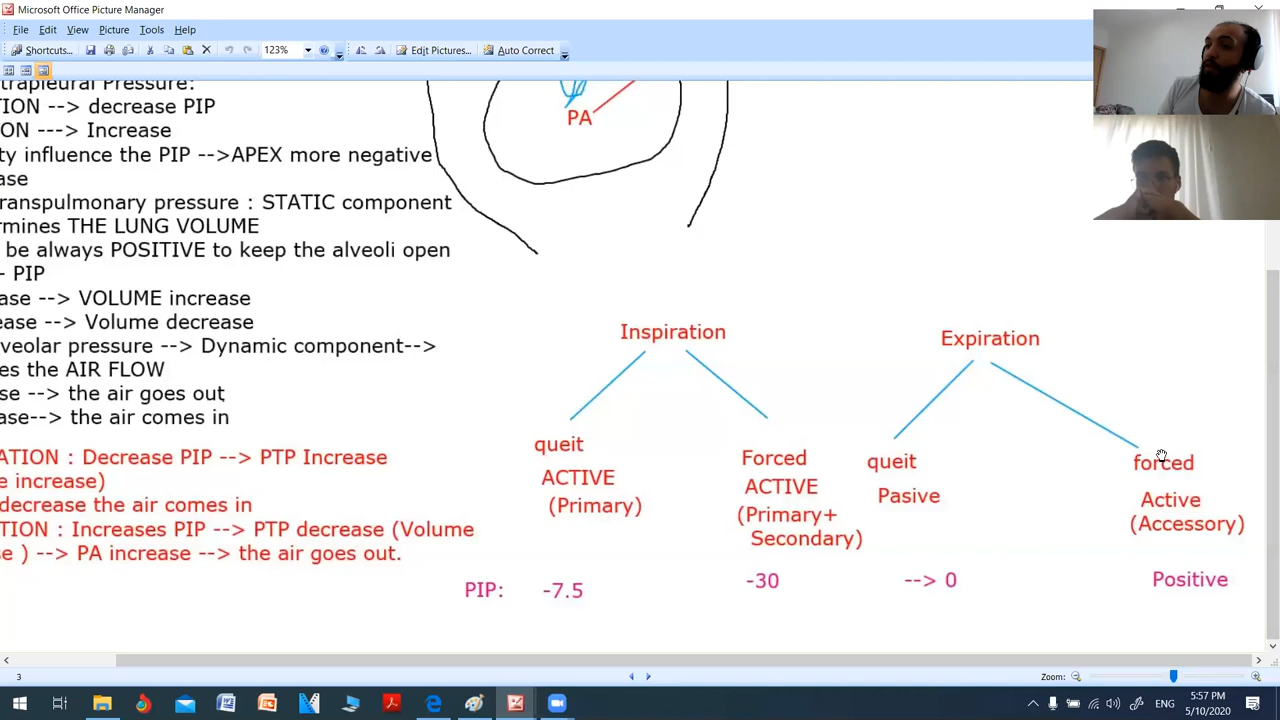 Microsoft Office Picture Manager
File Edit View Picture Tools Help
Shortcuts... 123% Edit Pictures... Auto Correct
trapleural Pressure:
TION --> decrease PIP
PA
ON ---> Increase
ty influence the PIP -->APEX more negative
ase
ranspulmonary pressure : STATIC component
rmines THE LUNG VOLUME
be always POSITIVE to keep the alveoli open
- PIP
ase --> VOLUME increase
ease --> Volume decrease
Inspiration
Expiration
veolar pressure --> Dynamic component-->
es the AIR FLOW
se --> the air goes out
ase--> the air comes in
queit
Forced
queit
forced
ATION : Decrease PIP --> PTP Increase
e increase)
ACTIVE
ACTIVE
Pasive
Active
(Primary)
(Primary+
Secondary)
(Accessory)
decrease the air comes in
TION : Increases PIP --> PTP decrease (Volume
se ) --> PA increase --> the air goes out.
PIP: -7.5 -30 --> 0 Positive
3 Zoom:
ENG
5:57 PM
5/10/2020